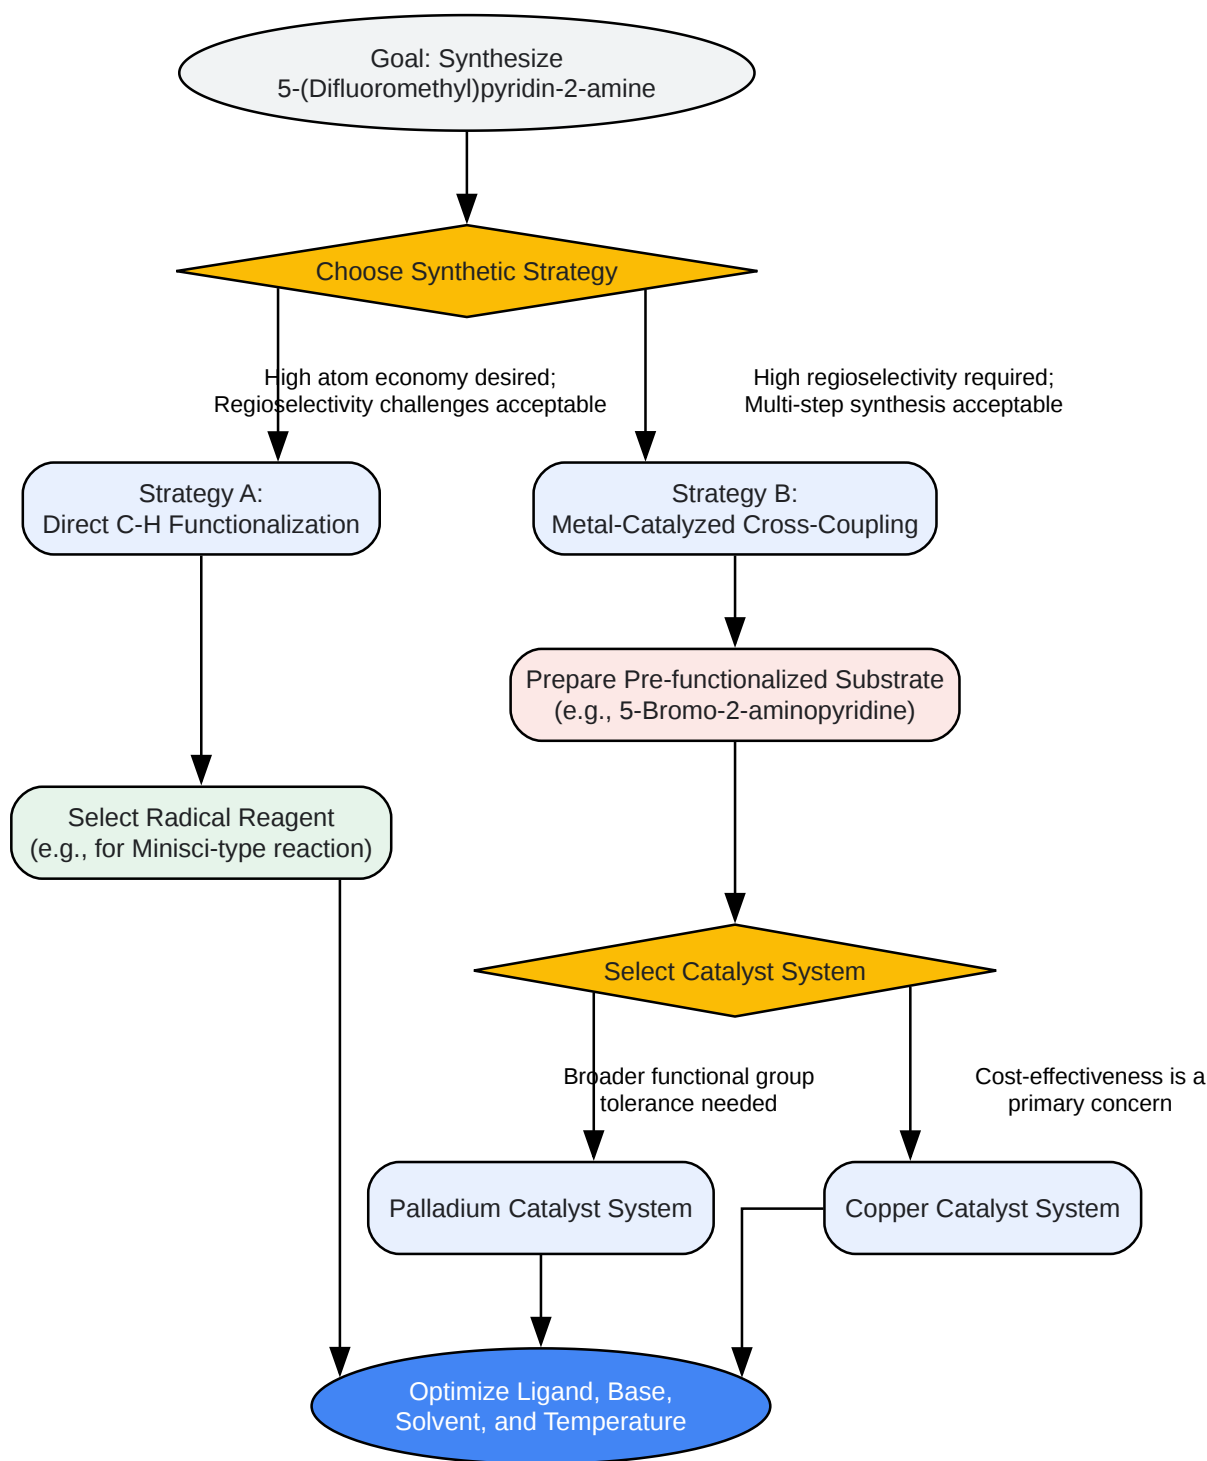 Goal: Synthesize
5-(Difluoromethyl)pyridin-2-amine
Choose Synthetic Strategy
High atom economy desired;
Regioselectivity challenges acceptable
High regioselectivity required;
Multi-step synthesis acceptable
Strategy A:
Direct C-H Functionalization
Strategy B:
Metal-Catalyzed Cross-Coupling
Prepare Pre-functionalized Substrate
(e.g., 5-Bromo-2-aminopyridine)
Select Radical Reagent
(e.g., for Minisci-type reaction)
Select Catalyst System
Broader functional group
tolerance needed
Cost-effectiveness is a
primary concern
Palladium Catalyst System
Copper Catalyst System
Optimize Ligand, Base,
Solvent, and Temperature